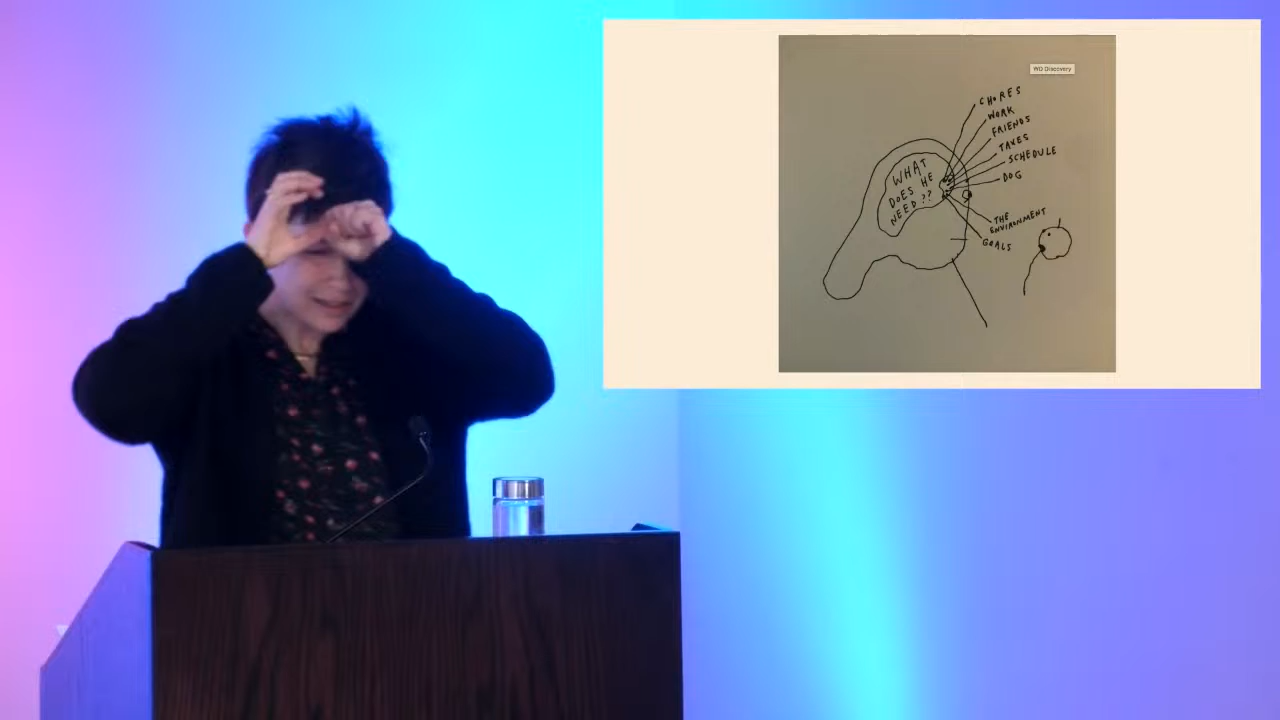 WD Discovery
CHORES
WORK
FRIENDS
TAXES
SCHEDULE
DOG
WHAT
DOES HE
NEED??
THE
ENVIRONMENT
GOALS